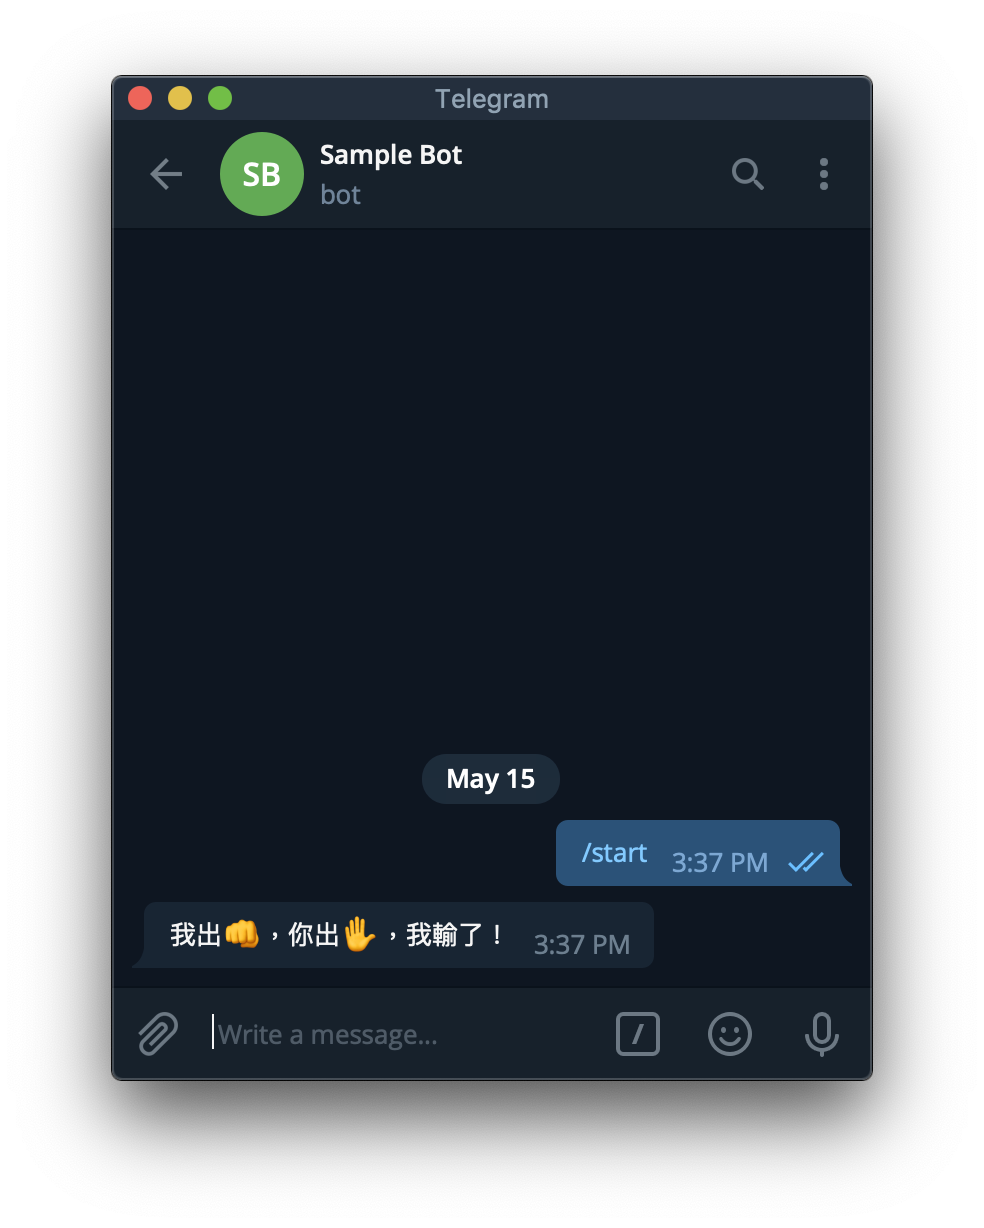 Telegram
SB
Sample Bot
bot
May 15
/start 3:37 PM
我出👊，你出🖐，我輸了！ 3:37 PM
Write a message...
/